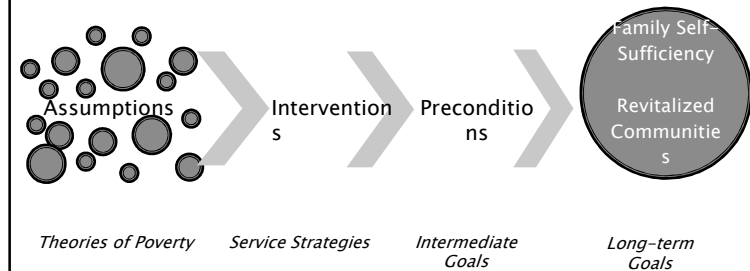 Family Self-
Sufficiency
Revitalized
Communitie
s
Assumptions
Intervention
s
Preconditio
ns
Theories of Poverty
Service Strategies
Intermediate
Goals
Long-term
Goals